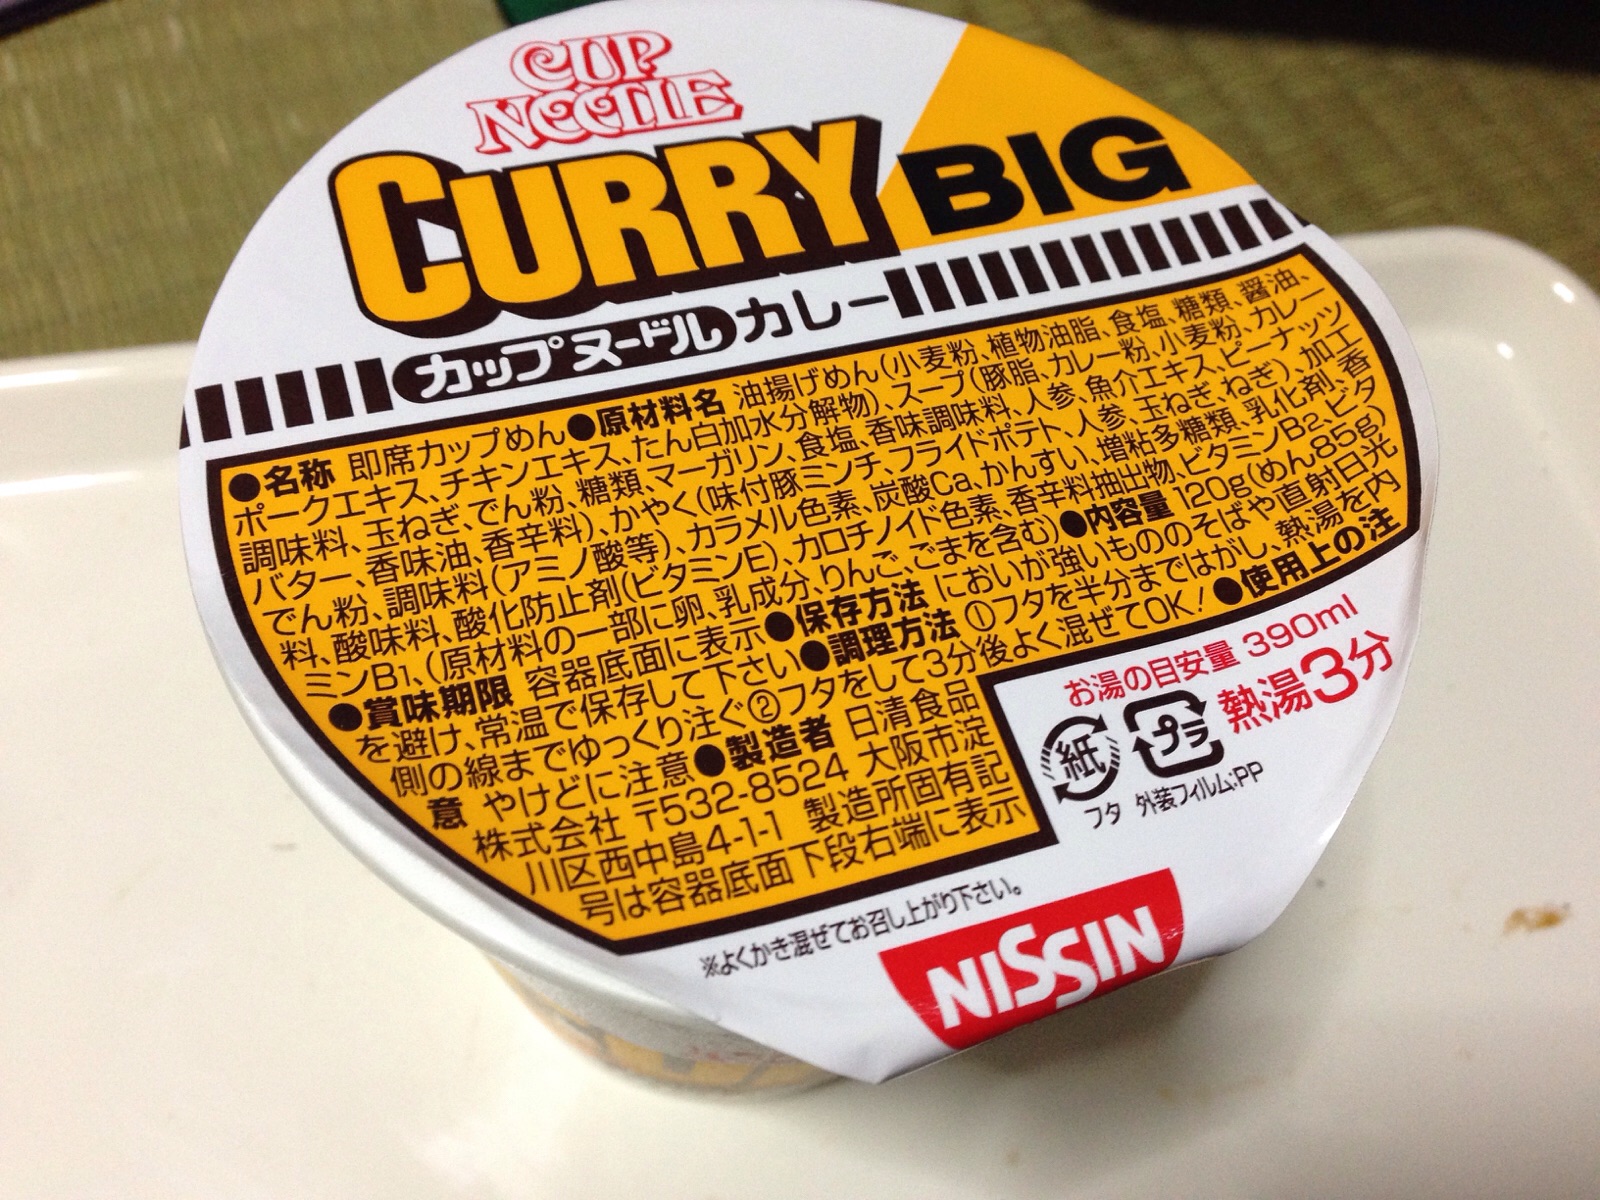 CUP
NOODLE
CURRY BIG
カップヌードルカレー
●名称 即席カップめん●原材料名 油揚げめん(小麦粉、植物油脂、食塩、糖類、醤油、
ポークエキス、チキンエキス、たん白加水分解物)、スープ(豚脂、カレー粉、小麦粉、カレー
調味料、玉ねぎ、でん粉、糖類、マーガリン、食塩、香味調味料、人参、魚介エキス、ピーナッツ
バター、香味油、香辛料)、かやく(味付豚ミンチ、フライドポテト、人参、玉ねぎ、ねぎ)、加工
でん粉、調味料(アミノ酸等)、カラメル色素、炭酸Ca、かんすい、増粘多糖類、乳化剤、香
料、酸味料、酸化防止剤(ビタミンE)、カロチノイド色素、香辛料抽出物、ビタミンB2、ビタ
ミンB1、(原材料の一部に卵、乳成分、りんご、ごまを含む)●内容量 120g(めん85g)
●賞味期限 容器底面に表示●保存方法 においが強いもののそばや直射日光
を避け、常温で保存して下さい●調理方法 ①フタを半分まではがし、熱湯を内
側の線までゆっくり注ぐ②フタをして3分後よく混ぜてOK!●使用上の注
意 やけどに注意●製造者 日清食品
株式会社 〒532-8524 大阪市淀
川区西中島4-1-1 製造所固有記
号は容器底面下段右端に表示
お湯の目安量 390ml
熱湯3分
紙
プラ
フタ 外装フィルム:PP
※よくかき混ぜてお召し上がり下さい。
NISSIN